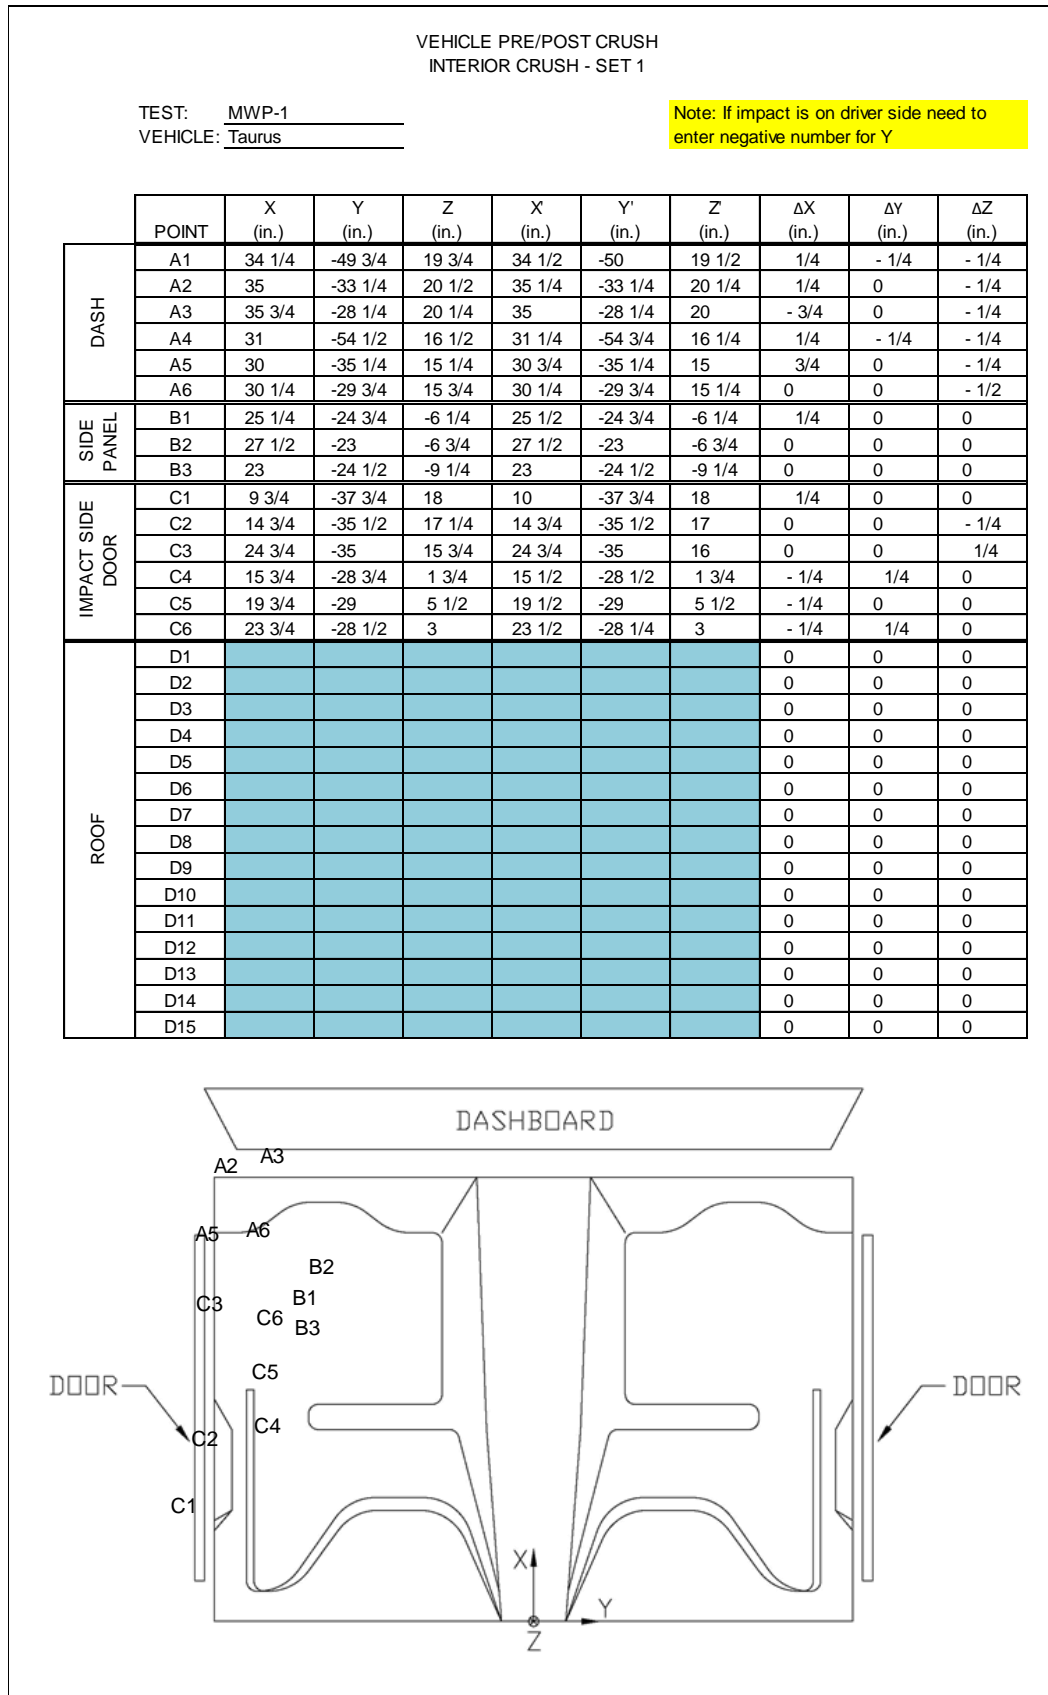 VEHICLE PRE/POST CRUSH
INTERIOR CRUSH - SET 1
TEST: MWP-1
VEHICLE: Taurus
Note: If impact is on driver side need to
enter negative number for Y
X Y Z X' Y' Z' ΔX ΔY ΔZ
POINT (in.) (in.) (in.) (in.) (in.) (in.) (in.) (in.) (in.)
DASH
A1 34 1/4 -49 3/4 19 3/4 34 1/2 -50 19 1/2 1/4 - 1/4 - 1/4
A2 35 -33 1/4 20 1/2 35 1/4 -33 1/4 20 1/4 1/4 0 - 1/4
A3 35 3/4 -28 1/4 20 1/4 35 -28 1/4 20 - 3/4 0 - 1/4
A4 31 -54 1/2 16 1/2 31 1/4 -54 3/4 16 1/4 1/4 - 1/4 - 1/4
A5 30 -35 1/4 15 1/4 30 3/4 -35 1/4 15 3/4 0 - 1/4
A6 30 1/4 -29 3/4 15 3/4 30 1/4 -29 3/4 15 1/4 0 0 - 1/2
SIDE
PANEL
B1 25 1/4 -24 3/4 -6 1/4 25 1/2 -24 3/4 -6 1/4 1/4 0 0
B2 27 1/2 -23 -6 3/4 27 1/2 -23 -6 3/4 0 0 0
B3 23 -24 1/2 -9 1/4 23 -24 1/2 -9 1/4 0 0 0
IMPACT SIDE
DOOR
C1 9 3/4 -37 3/4 18 10 -37 3/4 18 1/4 0 0
C2 14 3/4 -35 1/2 17 1/4 14 3/4 -35 1/2 17 0 0 - 1/4
C3 24 3/4 -35 15 3/4 24 3/4 -35 16 0 0 1/4
C4 15 3/4 -28 3/4 1 3/4 15 1/2 -28 1/2 1 3/4 - 1/4 1/4 0
C5 19 3/4 -29 5 1/2 19 1/2 -29 5 1/2 - 1/4 0 0
C6 23 3/4 -28 1/2 3 23 1/2 -28 1/4 3 - 1/4 1/4 0
ROOF
D1 0 0 0
D2 0 0 0
D3 0 0 0
D4 0 0 0
D5 0 0 0
D6 0 0 0
D7 0 0 0
D8 0 0 0
D9 0 0 0
D10 0 0 0
D11 0 0 0
D12 0 0 0
D13 0 0 0
D14 0 0 0
D15 0 0 0
DASHBOARD
A2 A3
A5 A6
B2
C3 B1
C6 B3
C5
DOOR DOOR
C4
C2
C1
X
Y
Z